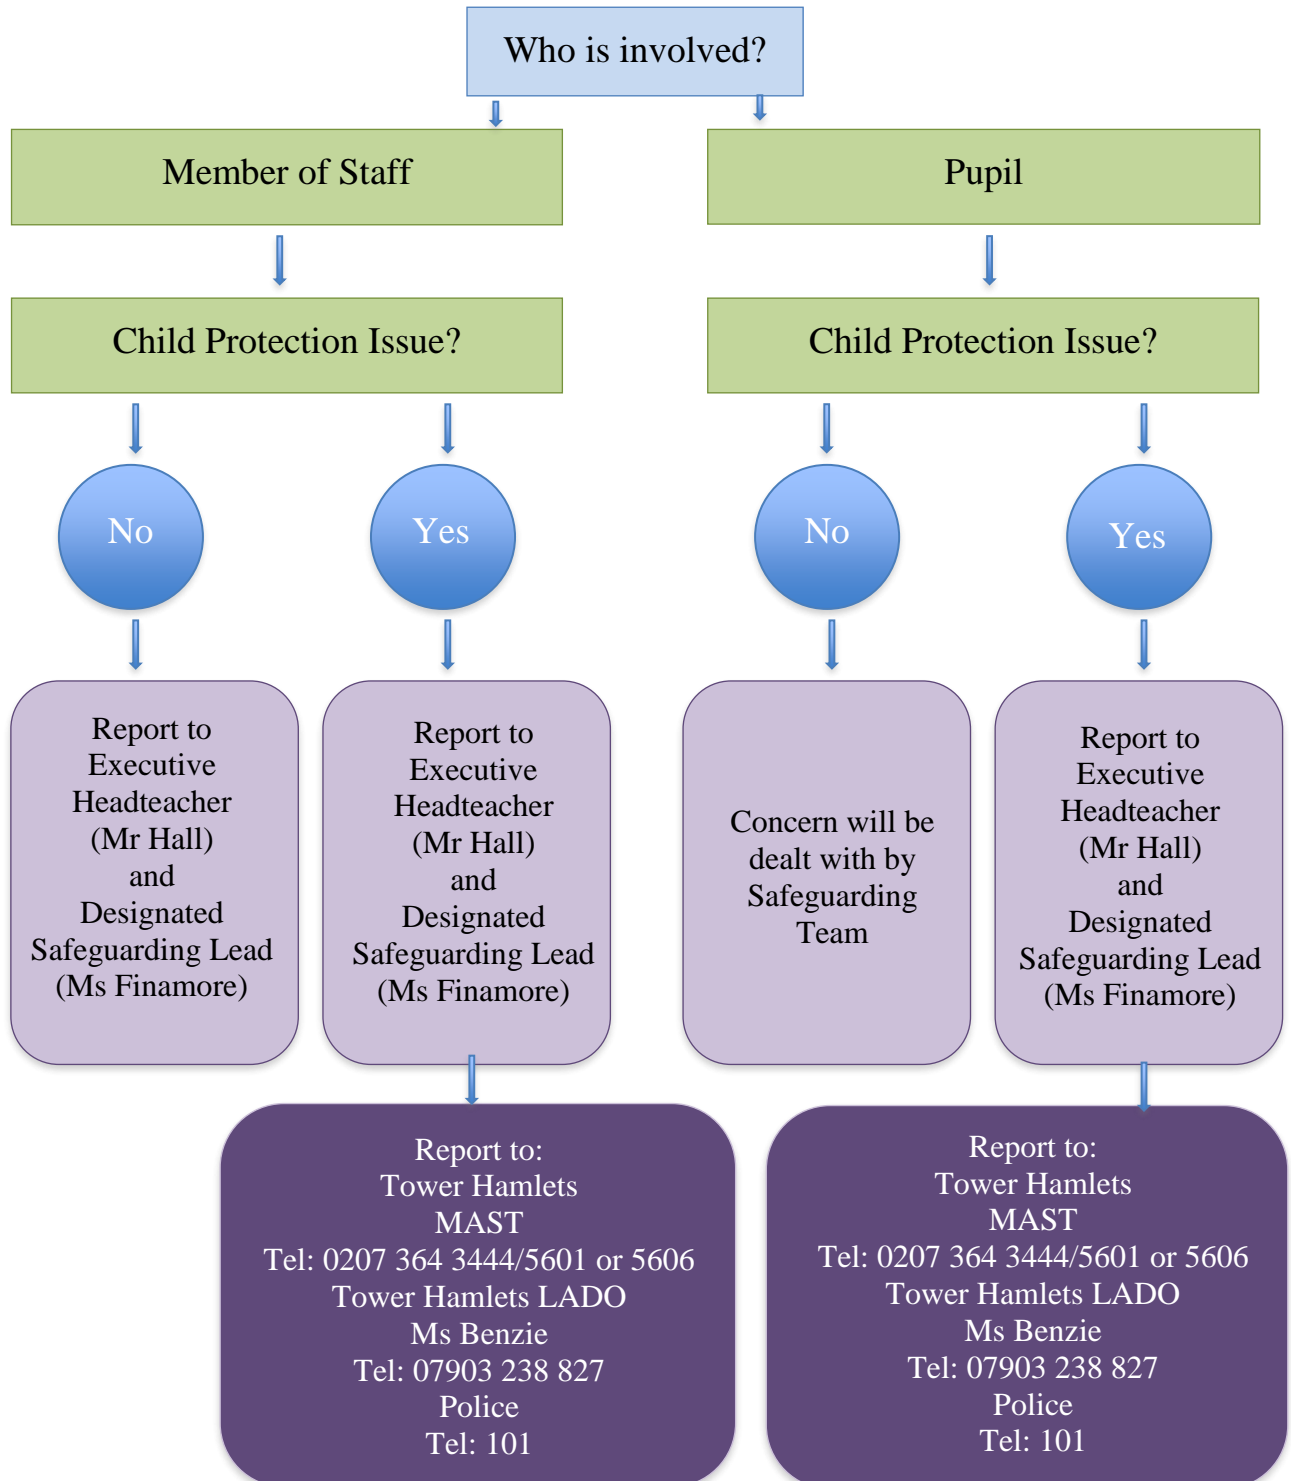 Who is involved?
Member of Staff
Pupil
Child Protection Issue?
Child Protection Issue?
No
Yes
No
Yes
Report to
Executive
Headteacher
(Mr Hall)
and
Designated
Safeguarding Lead
(Ms Finamore)
Report to
Executive
Headteacher
(Mr Hall)
and
Designated
Safeguarding Lead
(Ms Finamore)
Concern will be
dealt with by
Safeguarding
Team
Report to
Executive
Headteacher
(Mr Hall)
and
Designated
Safeguarding Lead
(Ms Finamore)
Report to:
Tower Hamlets
MAST
Tel: 0207 364 3444/5601 or 5606
Tower Hamlets LADO
Ms Benzie
Tel: 07903 238 827
Police
Tel: 101
Report to:
Tower Hamlets
MAST
Tel: 0207 364 3444/5601 or 5606
Tower Hamlets LADO
Ms Benzie
Tel: 07903 238 827
Police
Tel: 101